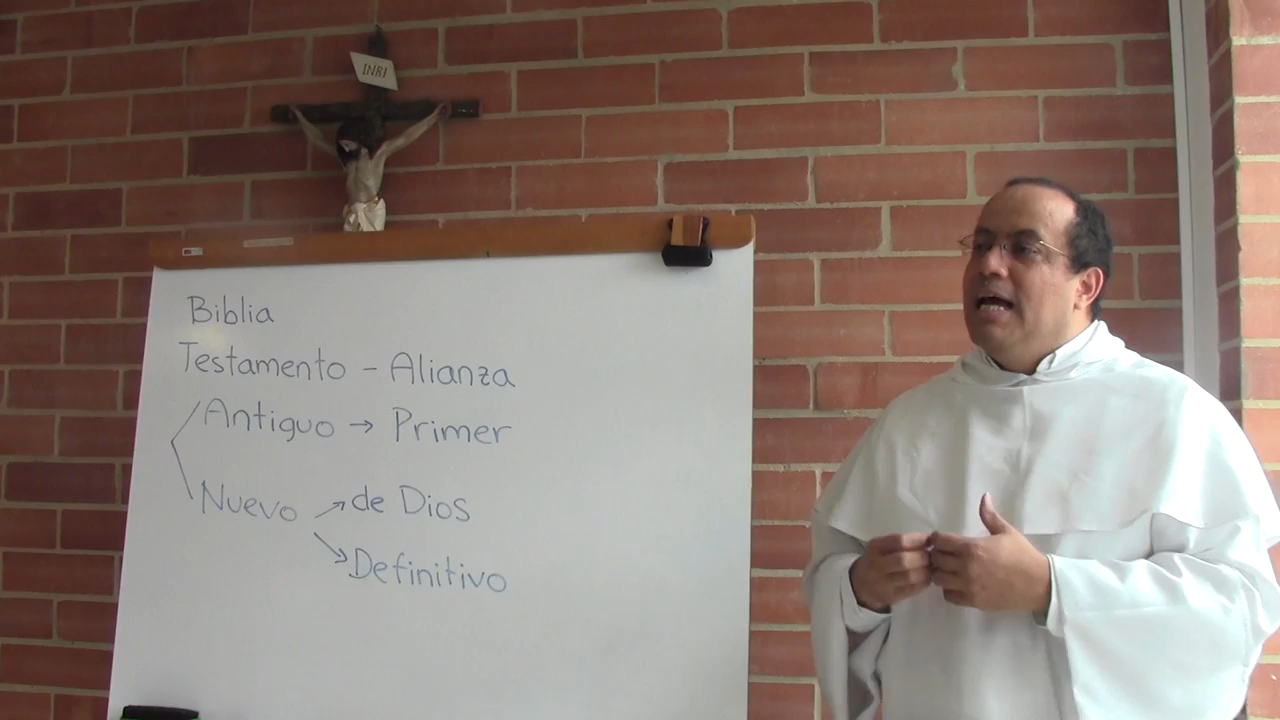 INRI
Biblia
Testamento - Alianza
Antiguo → Primer
Nuevo → de Dios
→ Definitivo